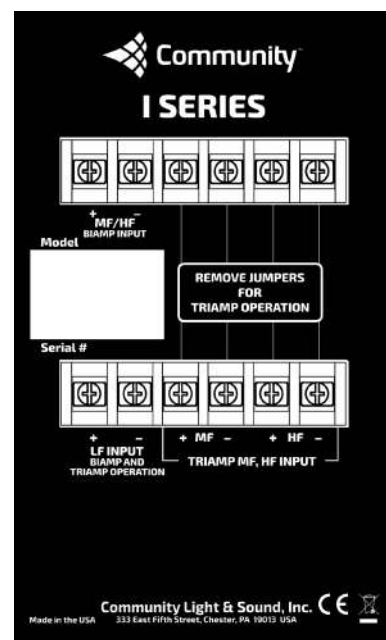 Community
I SERIES
+ −
MF/HF
BIAMP INPUT
Model
REMOVE JUMPERS
FOR
TRIAMP OPERATION
Serial #
+ − + MF − + HF −
LF INPUT
BIAMP AND
TRIAMP OPERATION
TRIAMP MF, HF INPUT
Community Light & Sound, Inc. CE
Made in the USA 333 East Fifth Street, Chester, PA 19013 USA